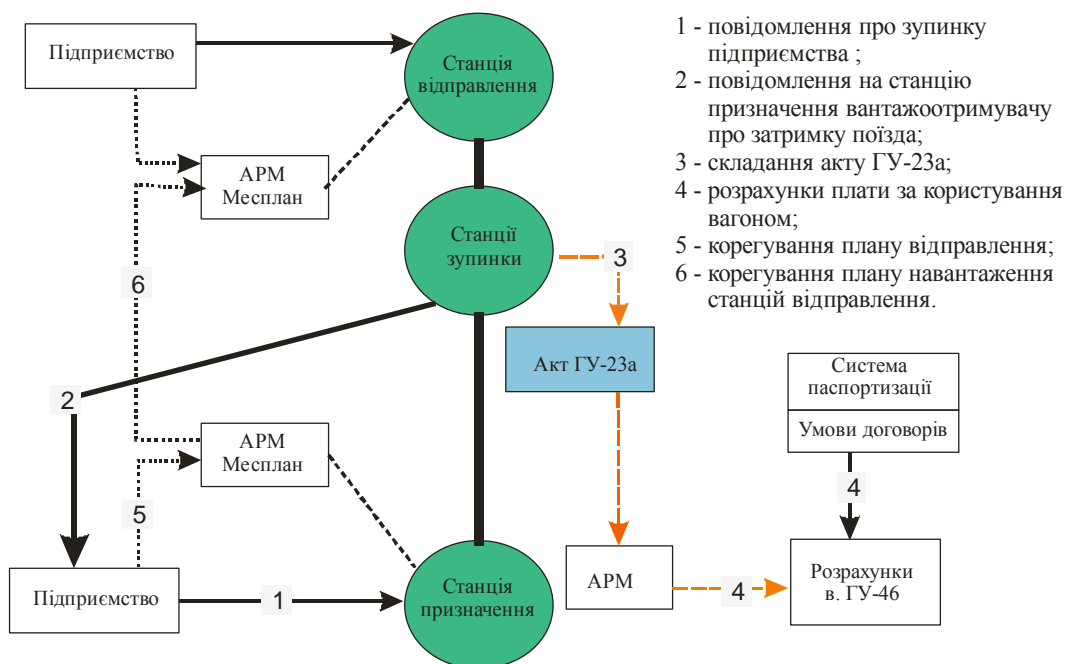 Підприємство
Станція
відправлення
1 - повідомлення про зупинку
підприємства ;
2 - повідомлення на станцію
призначення вантажоотримувачу
про затримку поїзда;
3 - складання акту ГУ-23а;
4 - розрахунки плати за користування
вагоном;
5 - корегування плану відправлення;
6 - корегування плану навантаження
станцій відправлення.
АРМ
Месплан
Станції
зупинки
3
6
Акт ГУ-23а
Система
паспортизації
Умови договорів
2
АРМ
Месплан
4
5
Підприємство
1
Станція
призначення
АРМ
4
Розрахунки
в. ГУ-46